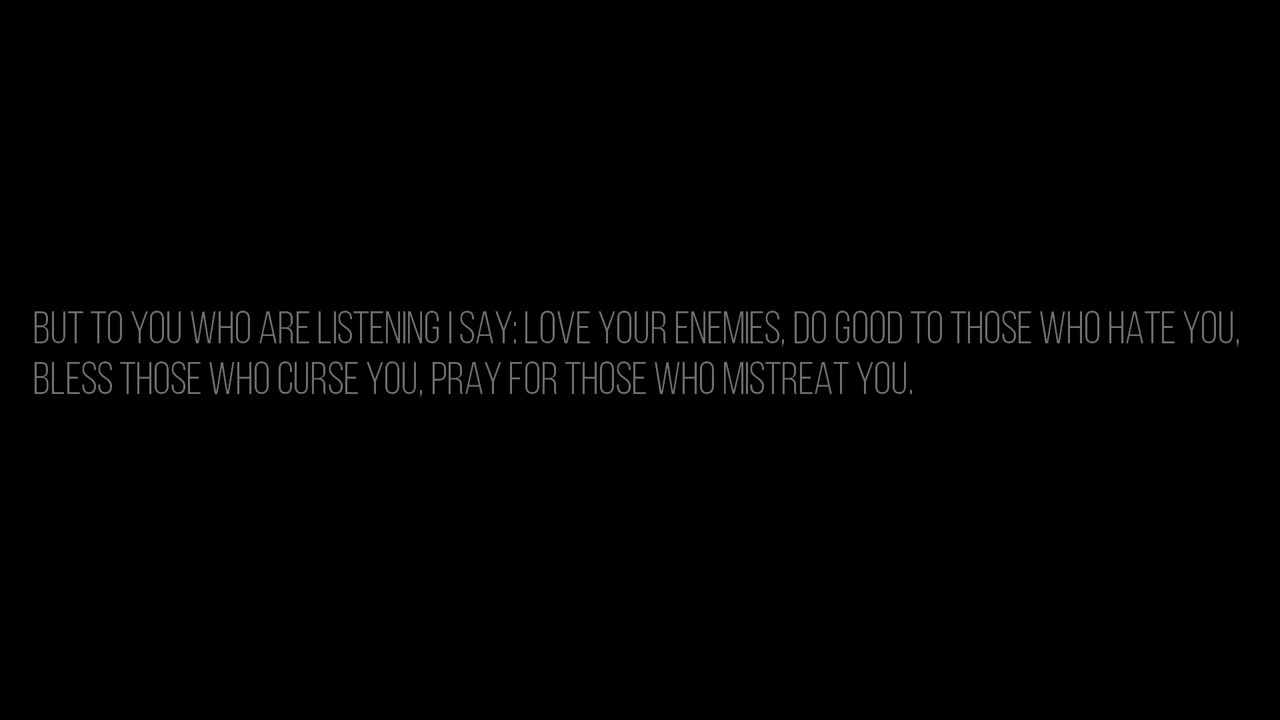 BUT TO YOU WHO ARE LISTENING I SAY: LOVE YOUR ENEMIES, DO GOOD TO THOSE WHO HATE YOU,
BLESS THOSE WHO CURSE YOU, PRAY FOR THOSE WHO MISTREAT YOU.